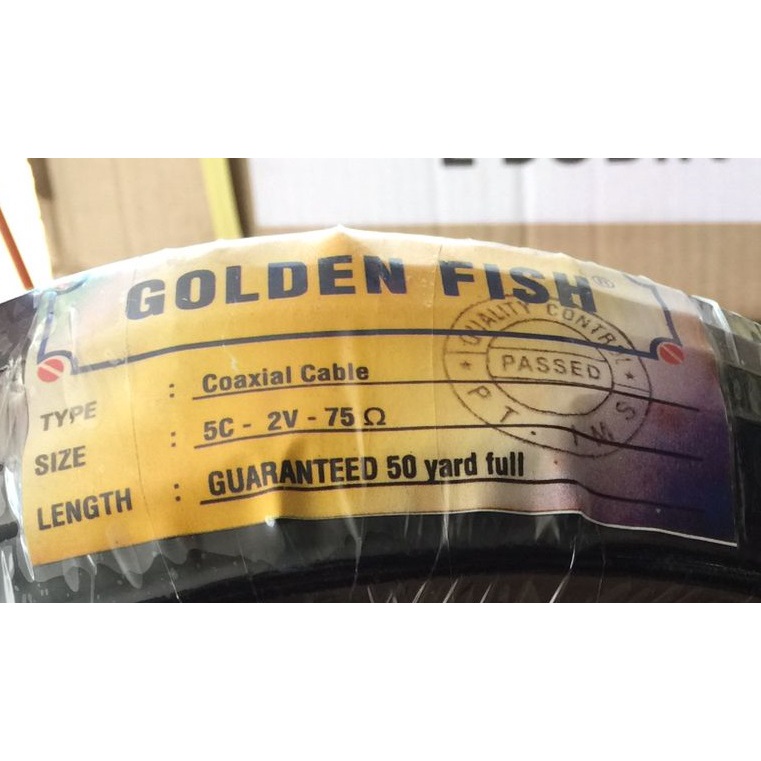 GOLDEN FISH®
TYPE : Coaxial Cable
SIZE : 5C - 2V - 75 Ω
LENGTH : GUARANTEED 50 yard full
QUALITY CONTROL
PASSED